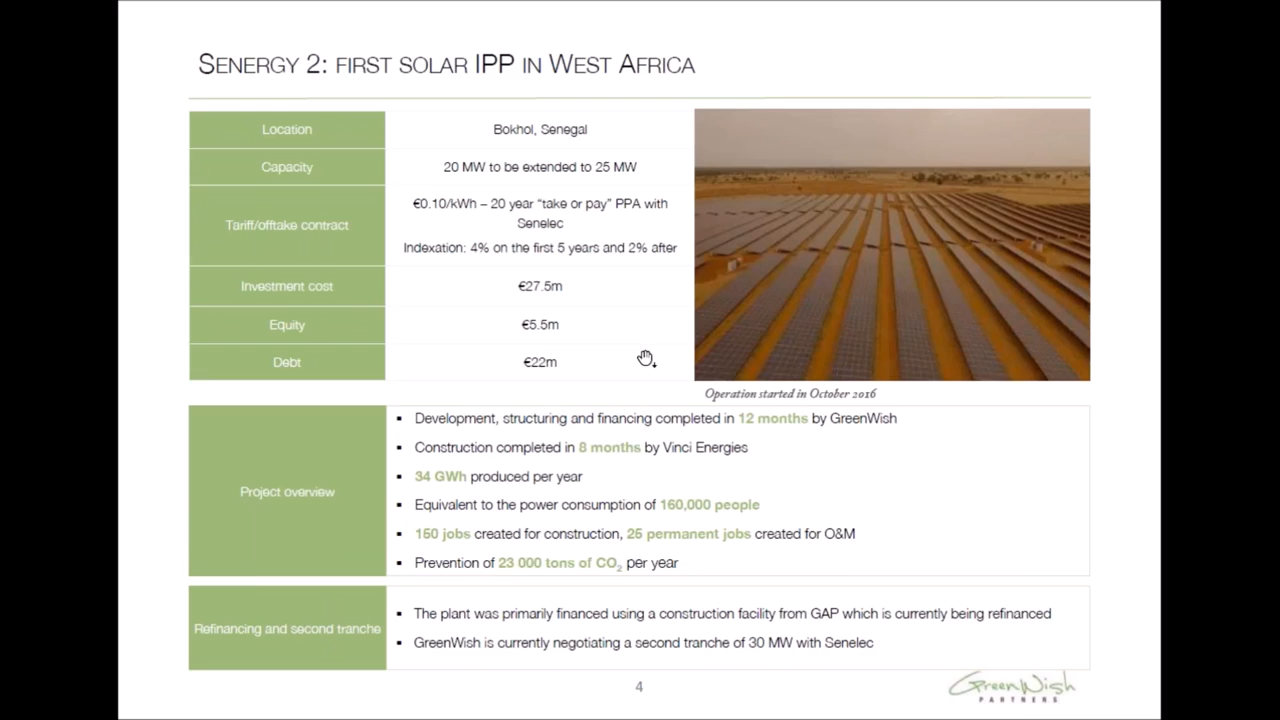 SENERGY 2: FIRST SOLAR IPP IN WEST AFRICA
Location
Bokhol, Senegal
Capacity
20 MW to be extended to 25 MW
Tariff/offtake contract
€0.10/kWh – 20 year “take or pay” PPA with
Senelec
Indexation: 4% on the first 5 years and 2% after
Investment cost
€27.5m
Equity
€5.5m
Debt
€22m
Operation started in October 2016
Project overview
▪ Development, structuring and financing completed in 12 months by GreenWish
▪ Construction completed in 8 months by Vinci Energies
▪ 34 GWh produced per year
▪ Equivalent to the power consumption of 160,000 people
▪ 150 jobs created for construction, 25 permanent jobs created for O&M
▪ Prevention of 23 000 tons of CO₂ per year
Refinancing and second tranche
▪ The plant was primarily financed using a construction facility from GAP which is currently being refinanced
▪ GreenWish is currently negotiating a second tranche of 30 MW with Senelec
4
GreenWish
PARTNERS